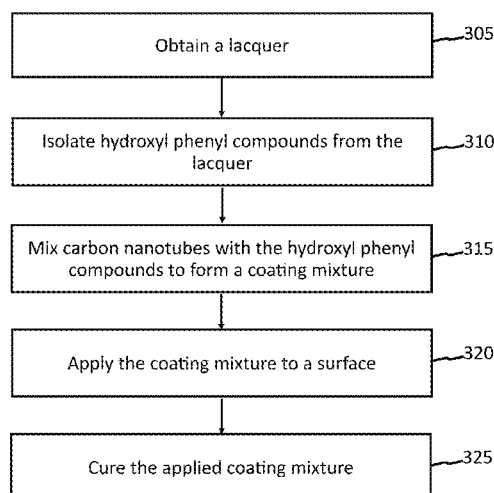 Obtain a lacquer
305
Isolate hydroxyl phenyl compounds from the
lacquer
310
Mix carbon nanotubes with the hydroxyl phenyl
compounds to form a coating mixture
315
Apply the coating mixture to a surface
320
Cure the applied coating mixture
325